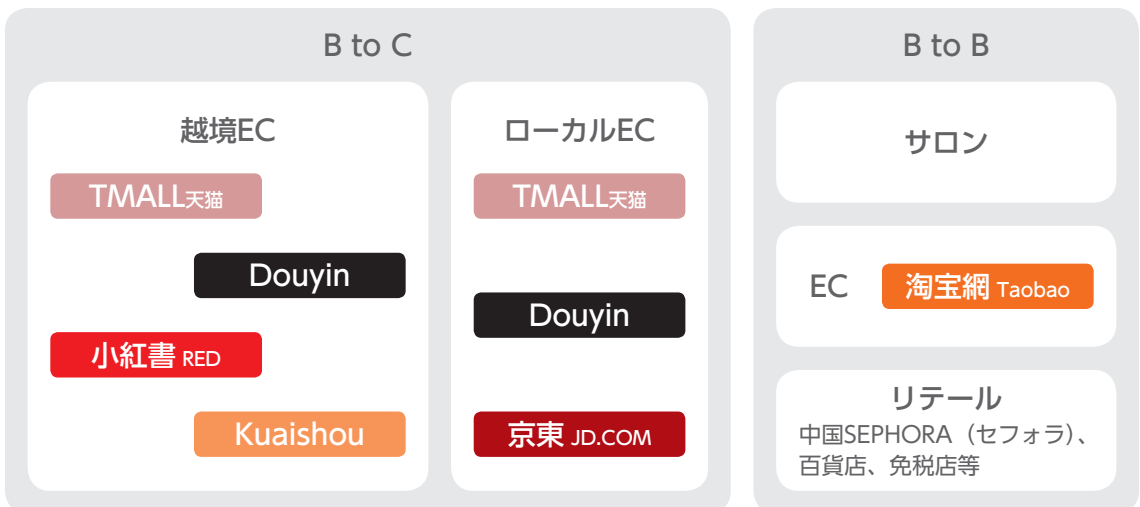 B to C
越境EC
TMALL天猫
Douyin
小紅書 RED
Kuaishou
ローカルEC
TMALL天猫
Douyin
京東 JD.COM
B to B
サロン
EC 淘宝網 Taobao
リテール
中国SEPHORA（セフォラ）、
百貨店、免税店等